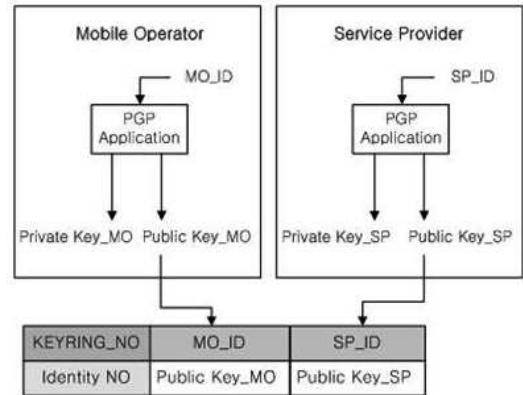 Mobile Operator
MO_ID
PGP
Application
Private Key_MO Public Key_MO
Service Provider
SP_ID
PGP
Application
Private Key_SP Public Key_SP
KEYRING_NO MO_ID SP_ID
Identity NO Public Key_MO Public Key_SP